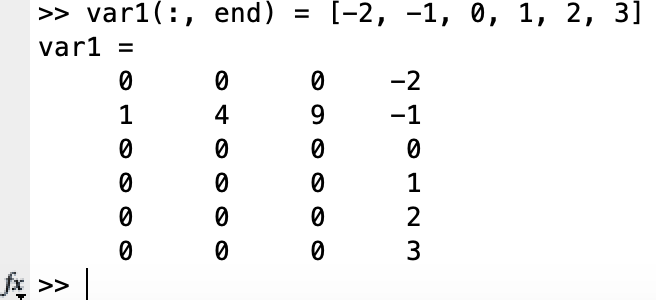 >> var1(:, end) = [-2, -1, 0, 1, 2, 3]
var1 =
0 0 0 -2
1 4 9 -1
0 0 0 0
0 0 0 1
0 0 0 2
0 0 0 3
fx >>